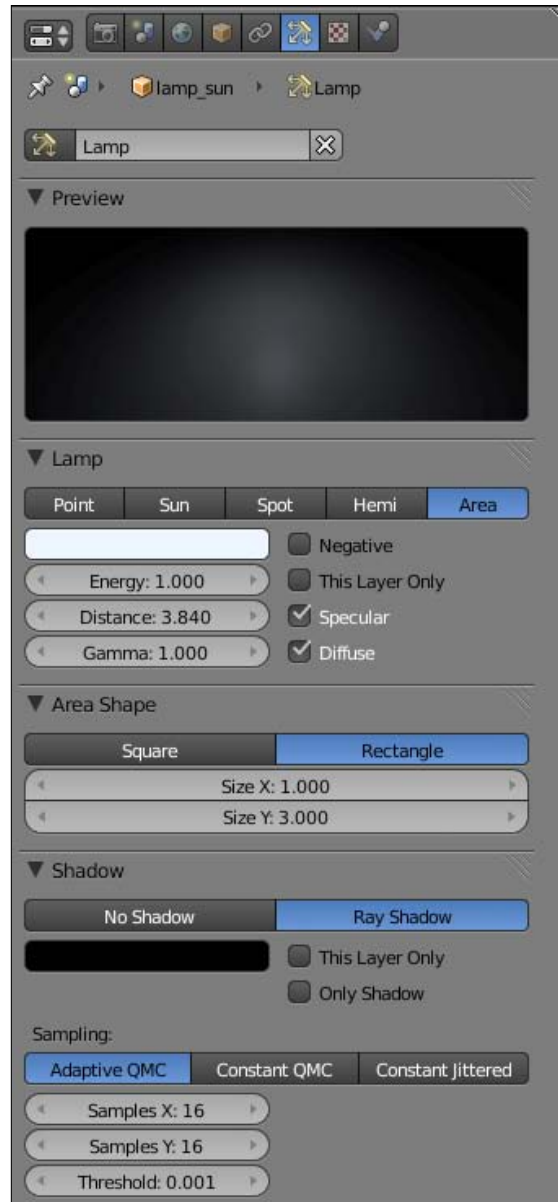 lamp_sun Lamp
Lamp
Preview
Lamp
Point Sun Spot Hemi Area
Negative
Energy: 1.000 This Layer Only
Distance: 3.840 Specular
Gamma: 1.000 Diffuse
Area Shape
Square Rectangle
Size X: 1.000
Size Y: 3.000
Shadow
No Shadow Ray Shadow
This Layer Only
Only Shadow
Sampling:
Adaptive QMC Constant QMC Constant Jittered
Samples X: 16
Samples Y: 16
Threshold: 0.001